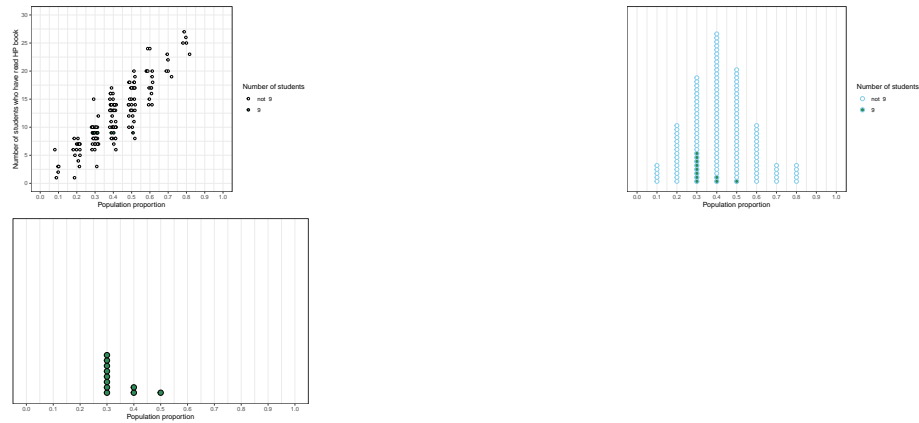 30
25
20
15
10
5
0
Number of students who have read HP book
0.0 0.1 0.2 0.3 0.4 0.5 0.6 0.7 0.8 0.9 1.0
Population proportion
Number of students
not 9
9
0.0 0.1 0.2 0.3 0.4 0.5 0.6 0.7 0.8 0.9 1.0
Population proportion
Number of students
not 9
9
0.0 0.1 0.2 0.3 0.4 0.5 0.6 0.7 0.8 0.9 1.0
Population proportion